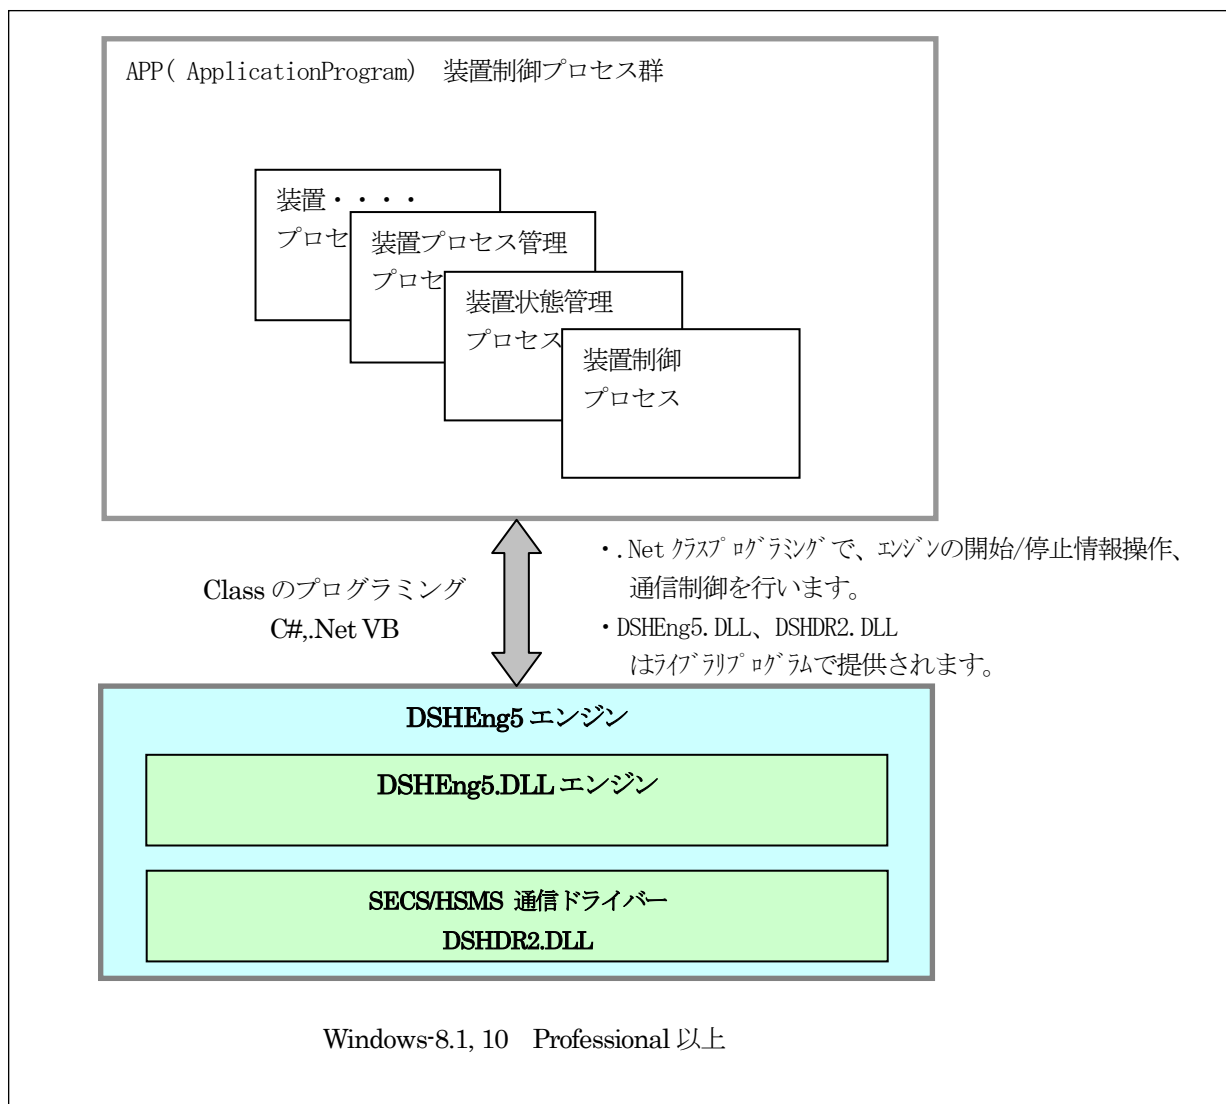 APP( ApplicationProgram) 装置制御プロセス群
装置・・・・
プロセ
装置プロセス管理
プロセ
装置状態管理
プロセス
装置制御
プロセス
・.Net ｸﾗｽﾌﾟﾛｸﾞﾗﾐﾝｸﾞで、ｴﾝｼﾞﾝの開始/停止情報操作、
通信制御を行います。
Class のプログラミング
C#,.Net VB
・DSHEng5.DLL、DSHDR2.DLL
はﾗｲﾌﾞﾗﾘﾌﾟﾛｸﾞﾗﾑで提供されます。
DSHEng5 エンジン
DSHEng5.DLL エンジン
SECS/HSMS 通信ドライバー
DSHDR2.DLL
Windows-8.1, 10　Professional 以上